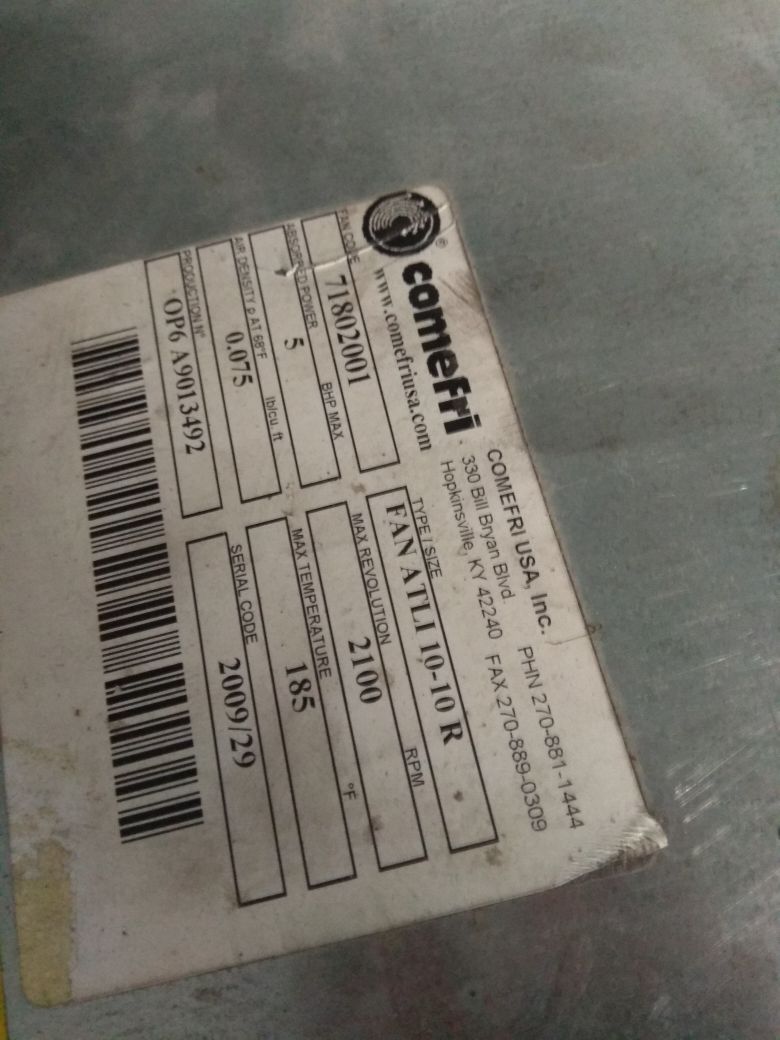 comefri ®
www.comefriusa.com
COMEFRI USA, Inc.
330 Bill Bryan Blvd. PHN 270-881-1444
Hopkinsville, KY 42240 FAX 270-889-0309
FAN CODE
71802001
TYPE / SIZE
FAN ATLI 10-10 R
ABSORBED POWER
5 BHP MAX
MAX REVOLUTION
2100 RPM
AIR DENSITY ρ AT 68°F
0.075 lb/cu. ft
MAX TEMPERATURE
185 °F
PRODUCTION N°
OP6 A9013492
SERIAL CODE
2009/29